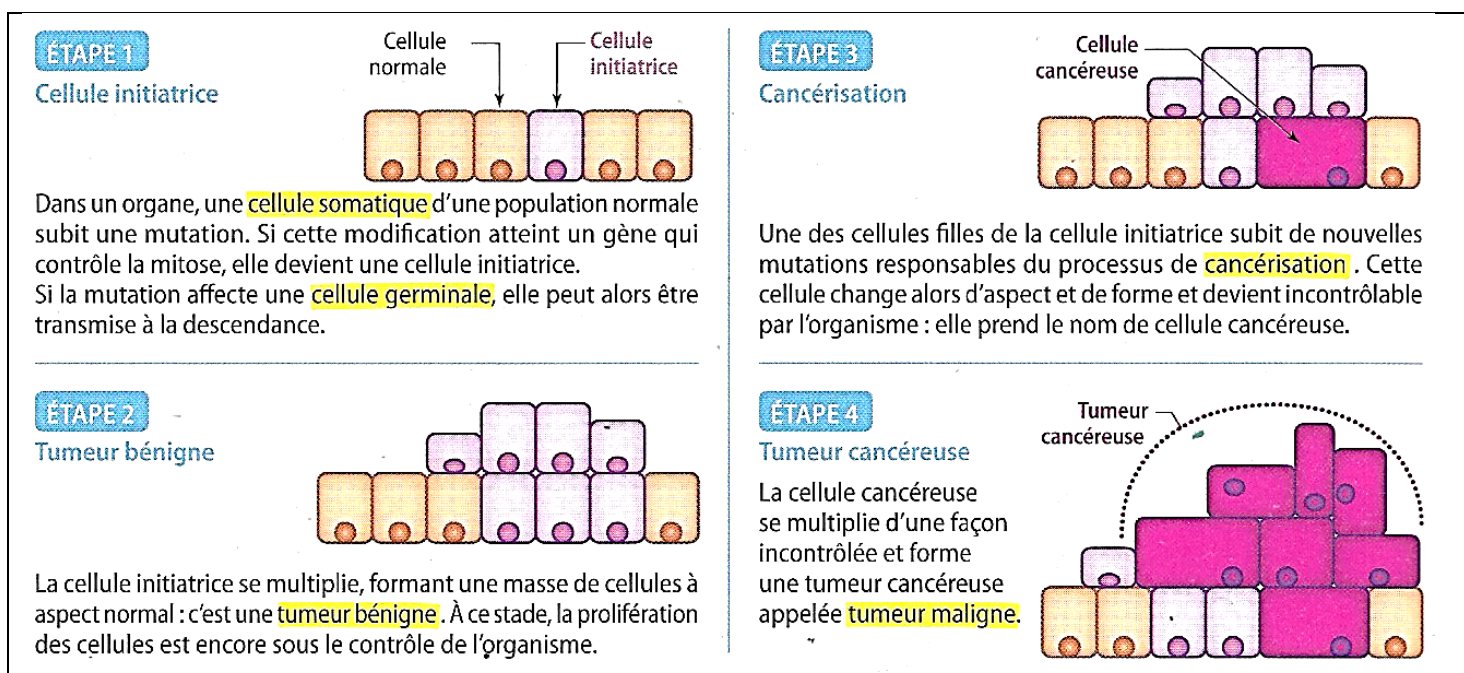 ÉTAPE 1
Cellule initiatrice
Cellule
normale
Cellule
initiatrice
Dans un organe, une cellule somatique d'une population normale
subit une mutation. Si cette modification atteint un gène qui
contrôle la mitose, elle devient une cellule initiatrice.
Si la mutation affecte une cellule germinale, elle peut alors être
transmise à la descendance.
ÉTAPE 2
Tumeur bénigne
La cellule initiatrice se multiplie, formant une masse de cellules à
aspect normal : c'est une tumeur bénigne. À ce stade, la prolifération
des cellules est encore sous le contrôle de l'organisme.
ÉTAPE 3
Cancérisation
Cellule
cancéreuse
Une des cellules filles de la cellule initiatrice subit de nouvelles
mutations responsables du processus de cancérisation . Cette
cellule change alors d'aspect et de forme et devient incontrôlable
par l'organisme : elle prend le nom de cellule cancéreuse.
ÉTAPE 4
Tumeur cancéreuse
Tumeur
cancéreuse
La cellule cancéreuse
se multiplie d'une façon
incontrôlée et forme
une tumeur cancéreuse
appelée tumeur maligne.